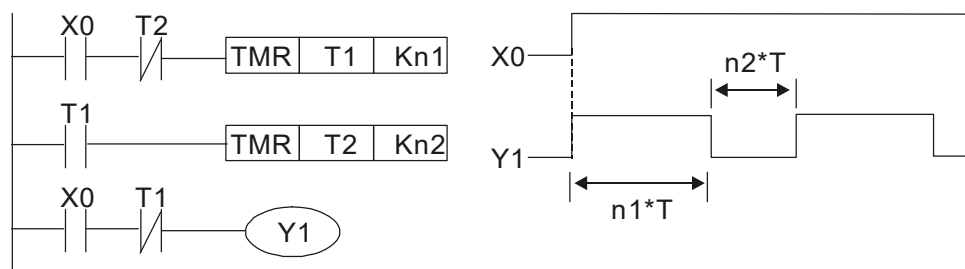 X0 T2
TMR T1 Kn1
T1
TMR T2 Kn2
X0 T1
Y1
X0
n2*T
Y1
n1*T